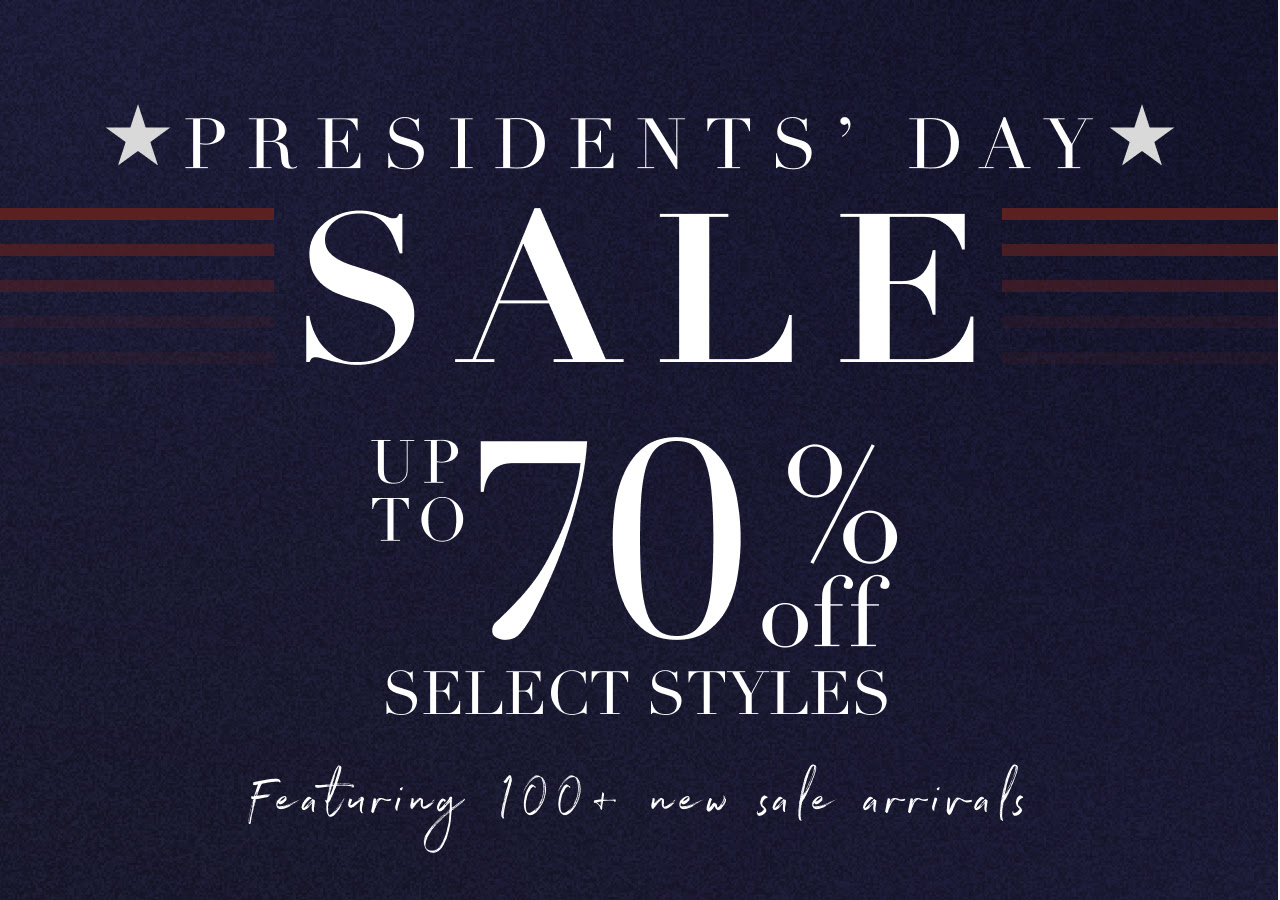 PRESIDENTS’ DAY
SALE
UP
TO
70%
off
SELECT STYLES
Featuring 100+ new sale arrivals